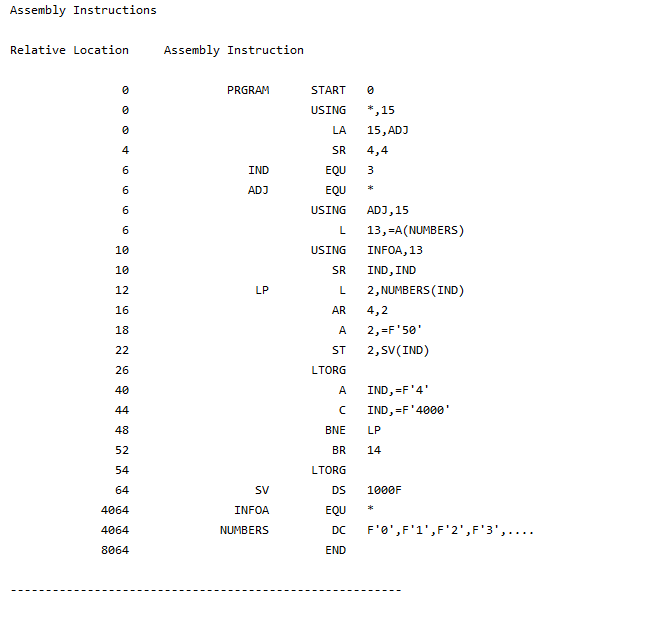 Assembly Instructions
Relative Location     Assembly Instruction
0              PRGRAM      START   0
0                          USING   *,15
0                             LA   15,ADJ
4                             SR   4,4
6                 IND        EQU   3
6                 ADJ        EQU   *
6                          USING   ADJ,15
6                              L   13,=A(NUMBERS)
10                          USING   INFOA,13
10                             SR   IND,IND
12                  LP          L   2,NUMBERS(IND)
16                             AR   4,2
18                              A   2,=F'50'
22                             ST   2,SV(IND)
26                          LTORG
40                              A   IND,=F'4'
44                              C   IND,=F'4000'
48                            BNE   LP
52                             BR   14
54                          LTORG
64                  SV         DS   1000F
4064               INFOA        EQU   *
4064             NUMBERS         DC   F'0',F'1',F'2',F'3',....
8064                            END
--------------------------------------------------------